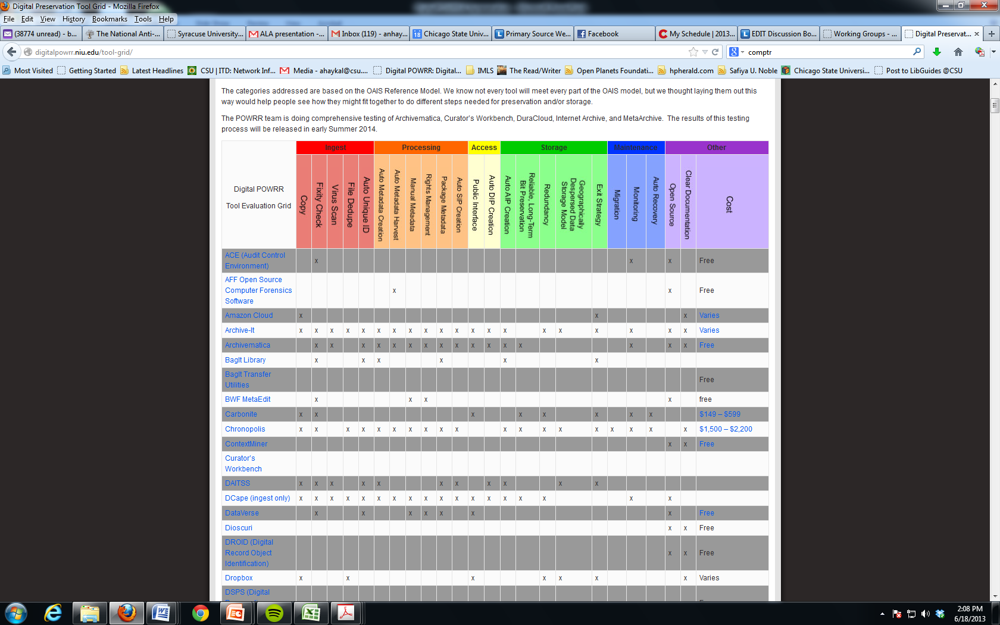 Digital Preservation Tool Grid - Mozilla Firefox
File Edit View History Bookmarks Tools Help
(38774 unread) - b... The National Anti-... Syracuse University,... ALA presentation -... Inbox (119) - anhay... 18 Chicago State Univ... Primary Source We... Facebook My Schedule | 2013... EDIT Discussion Bo... Working Groups - ... Digital Preservat...
digitalpowrr.niu.edu/tool-grid/ comptr
Most Visited Getting Started Latest Headlines CSU | ITD: Network Inf... Media - ahaykal@csu.... Digital POWRR: Digital... IMLS The Read/Writer Open Planets Foundati... hpherald.com Safiya U. Noble Chicago State Universi... Post to LibGuides @CSU
The categories addressed are based on the OAIS Reference Model. We know not every tool will meet every part of the OAIS model, but we thought laying them out this
way would help people see how they might fit together to do different steps needed for preservation and/or storage.
The POWRR team is doing comprehensive testing of Archivematica, Curator's Workbench, DuraCloud, Internet Archive, and MetaArchive. The results of this testing
process will be released in early Summer 2014.
Ingest Processing Access Storage Maintenance Other
Digital POWRR
Tool Evaluation Grid
Copy
Fixity Check
Virus Scan
File Dedupe
Auto Unique ID
Auto Metadata Creation
Auto Metadata Harvest
Manual Metadata
Rights Management
Package Metadata
Auto SIP Creation
Public Interface
Auto DIP Creation
Auto AIP Creation
Reliable, Long-Term
Bit Preservation
Redundancy
Geographically
Despersed Data
Storage Model
Exit Strategy
Migration
Monitoring
Auto Recovery
Open Source
Clear Documentation
Cost
ACE (Audit Control
Environment) x x x Free
AFF Open Source
Computer Forensics x x Free
Software
Amazon Cloud x x x Varies
Archive-It x x x x x x x x x x x x x x x x x x x x Varies
Archivematica x x x x x x x x x x x x x x x x Free
BagIt Library x x x x x x
BagIt Transfer
Utilities Free
BWF MetaEdit x x x x free
Carbonite x x x x x x x x $149 – $599
Chronopolis x x x x x x x x x x x x x x x x x x x $1,500 – $2,200
ContextMiner x x Free
Curator's
Workbench
DAITSS x x x x x x x x x x x
DCape (ingest only) x x x x x x x x x x x x x x x x x x
DataVerse x x x x x x x Free
Dioscuri x x Free
DROID (Digital
Record Object x x Free
Identification)
Dropbox x x x x x x x Varies
DSPS (Digital
2:08 PM
6/18/2013